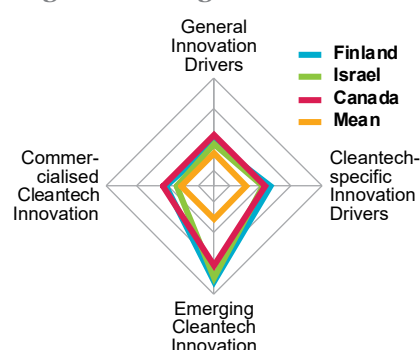 General
Innovation
Drivers
Finland
Israel
Canada
Mean
Commer-
cialised
Cleantech
Innovation
Cleantech-
specific
Innovation
Drivers
Emerging
Cleantech
Innovation